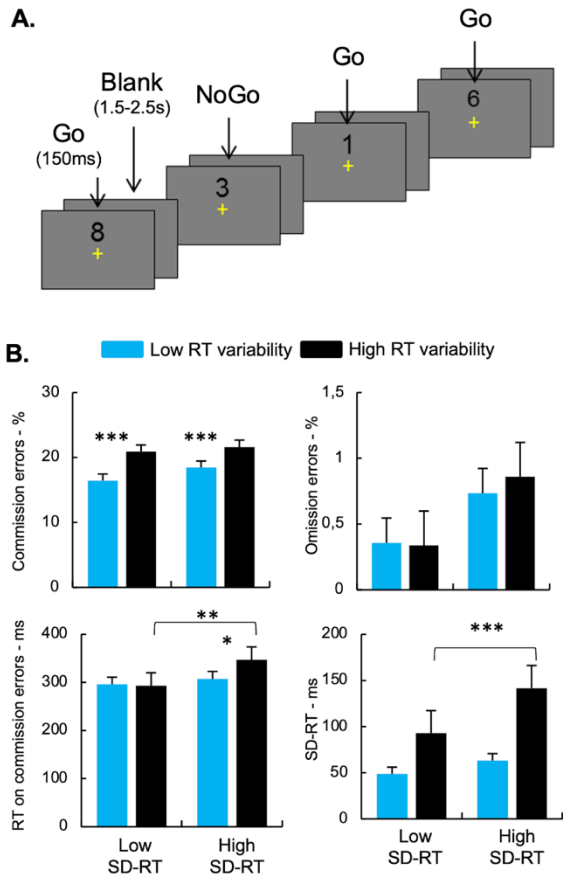 A.
Go
Go
Blank
(1.5-2.5s)
NoGo
Go
(150ms)
8
+
3
+
1
+
6
+
B.
Low RT variability
High RT variability
Commission errors - %
30
20
10
0
***
***
Omission errors - %
1,5
1
0,5
0
RT on commission errors - ms
400
300
200
100
0
**
*
Low
SD-RT
High
SD-RT
SD-RT - ms
200
150
100
50
0
***
Low
SD-RT
High
SD-RT